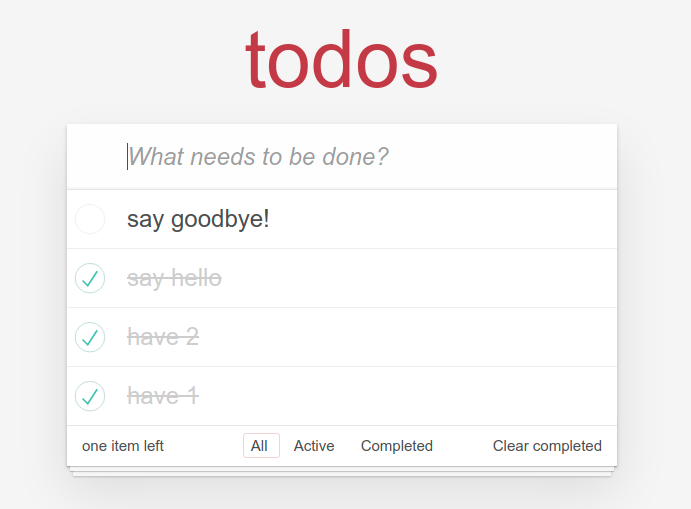 todos
What needs to be done?
say goodbye!
say hello
have 2
have 1
one item left All Active Completed Clear completed